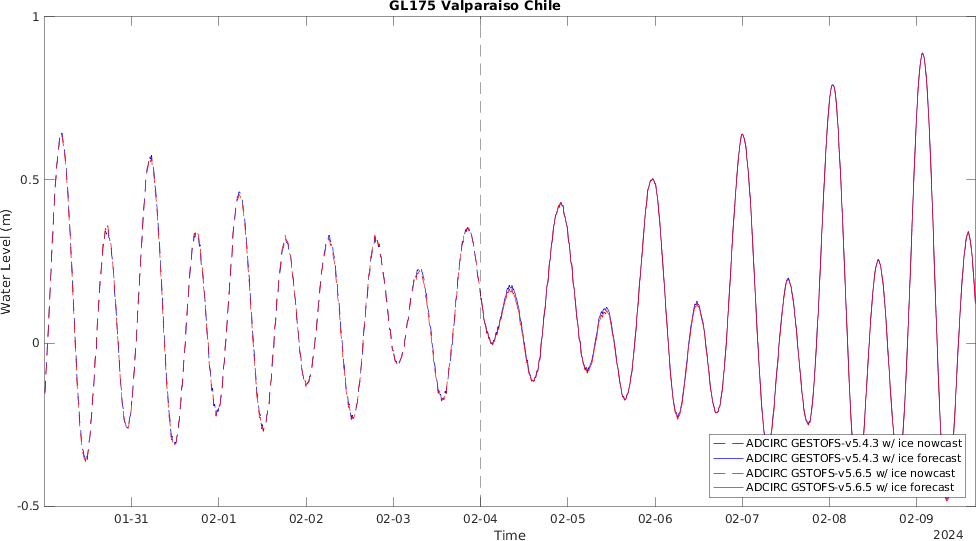 GL175 Valparaiso Chile
1
0.5
0
-0.5
Water Level (m)
ADCIRC GESTOFS-v5.4.3 w/ ice nowcast
ADCIRC GESTOFS-v5.4.3 w/ ice forecast
ADCIRC GSTOFS-v5.6.5 w/ ice nowcast
ADCIRC GSTOFS-v5.6.5 w/ ice forecast
01-31 02-01 02-02 02-03 02-04 02-05 02-06 02-07 02-08 02-09
Time
2024